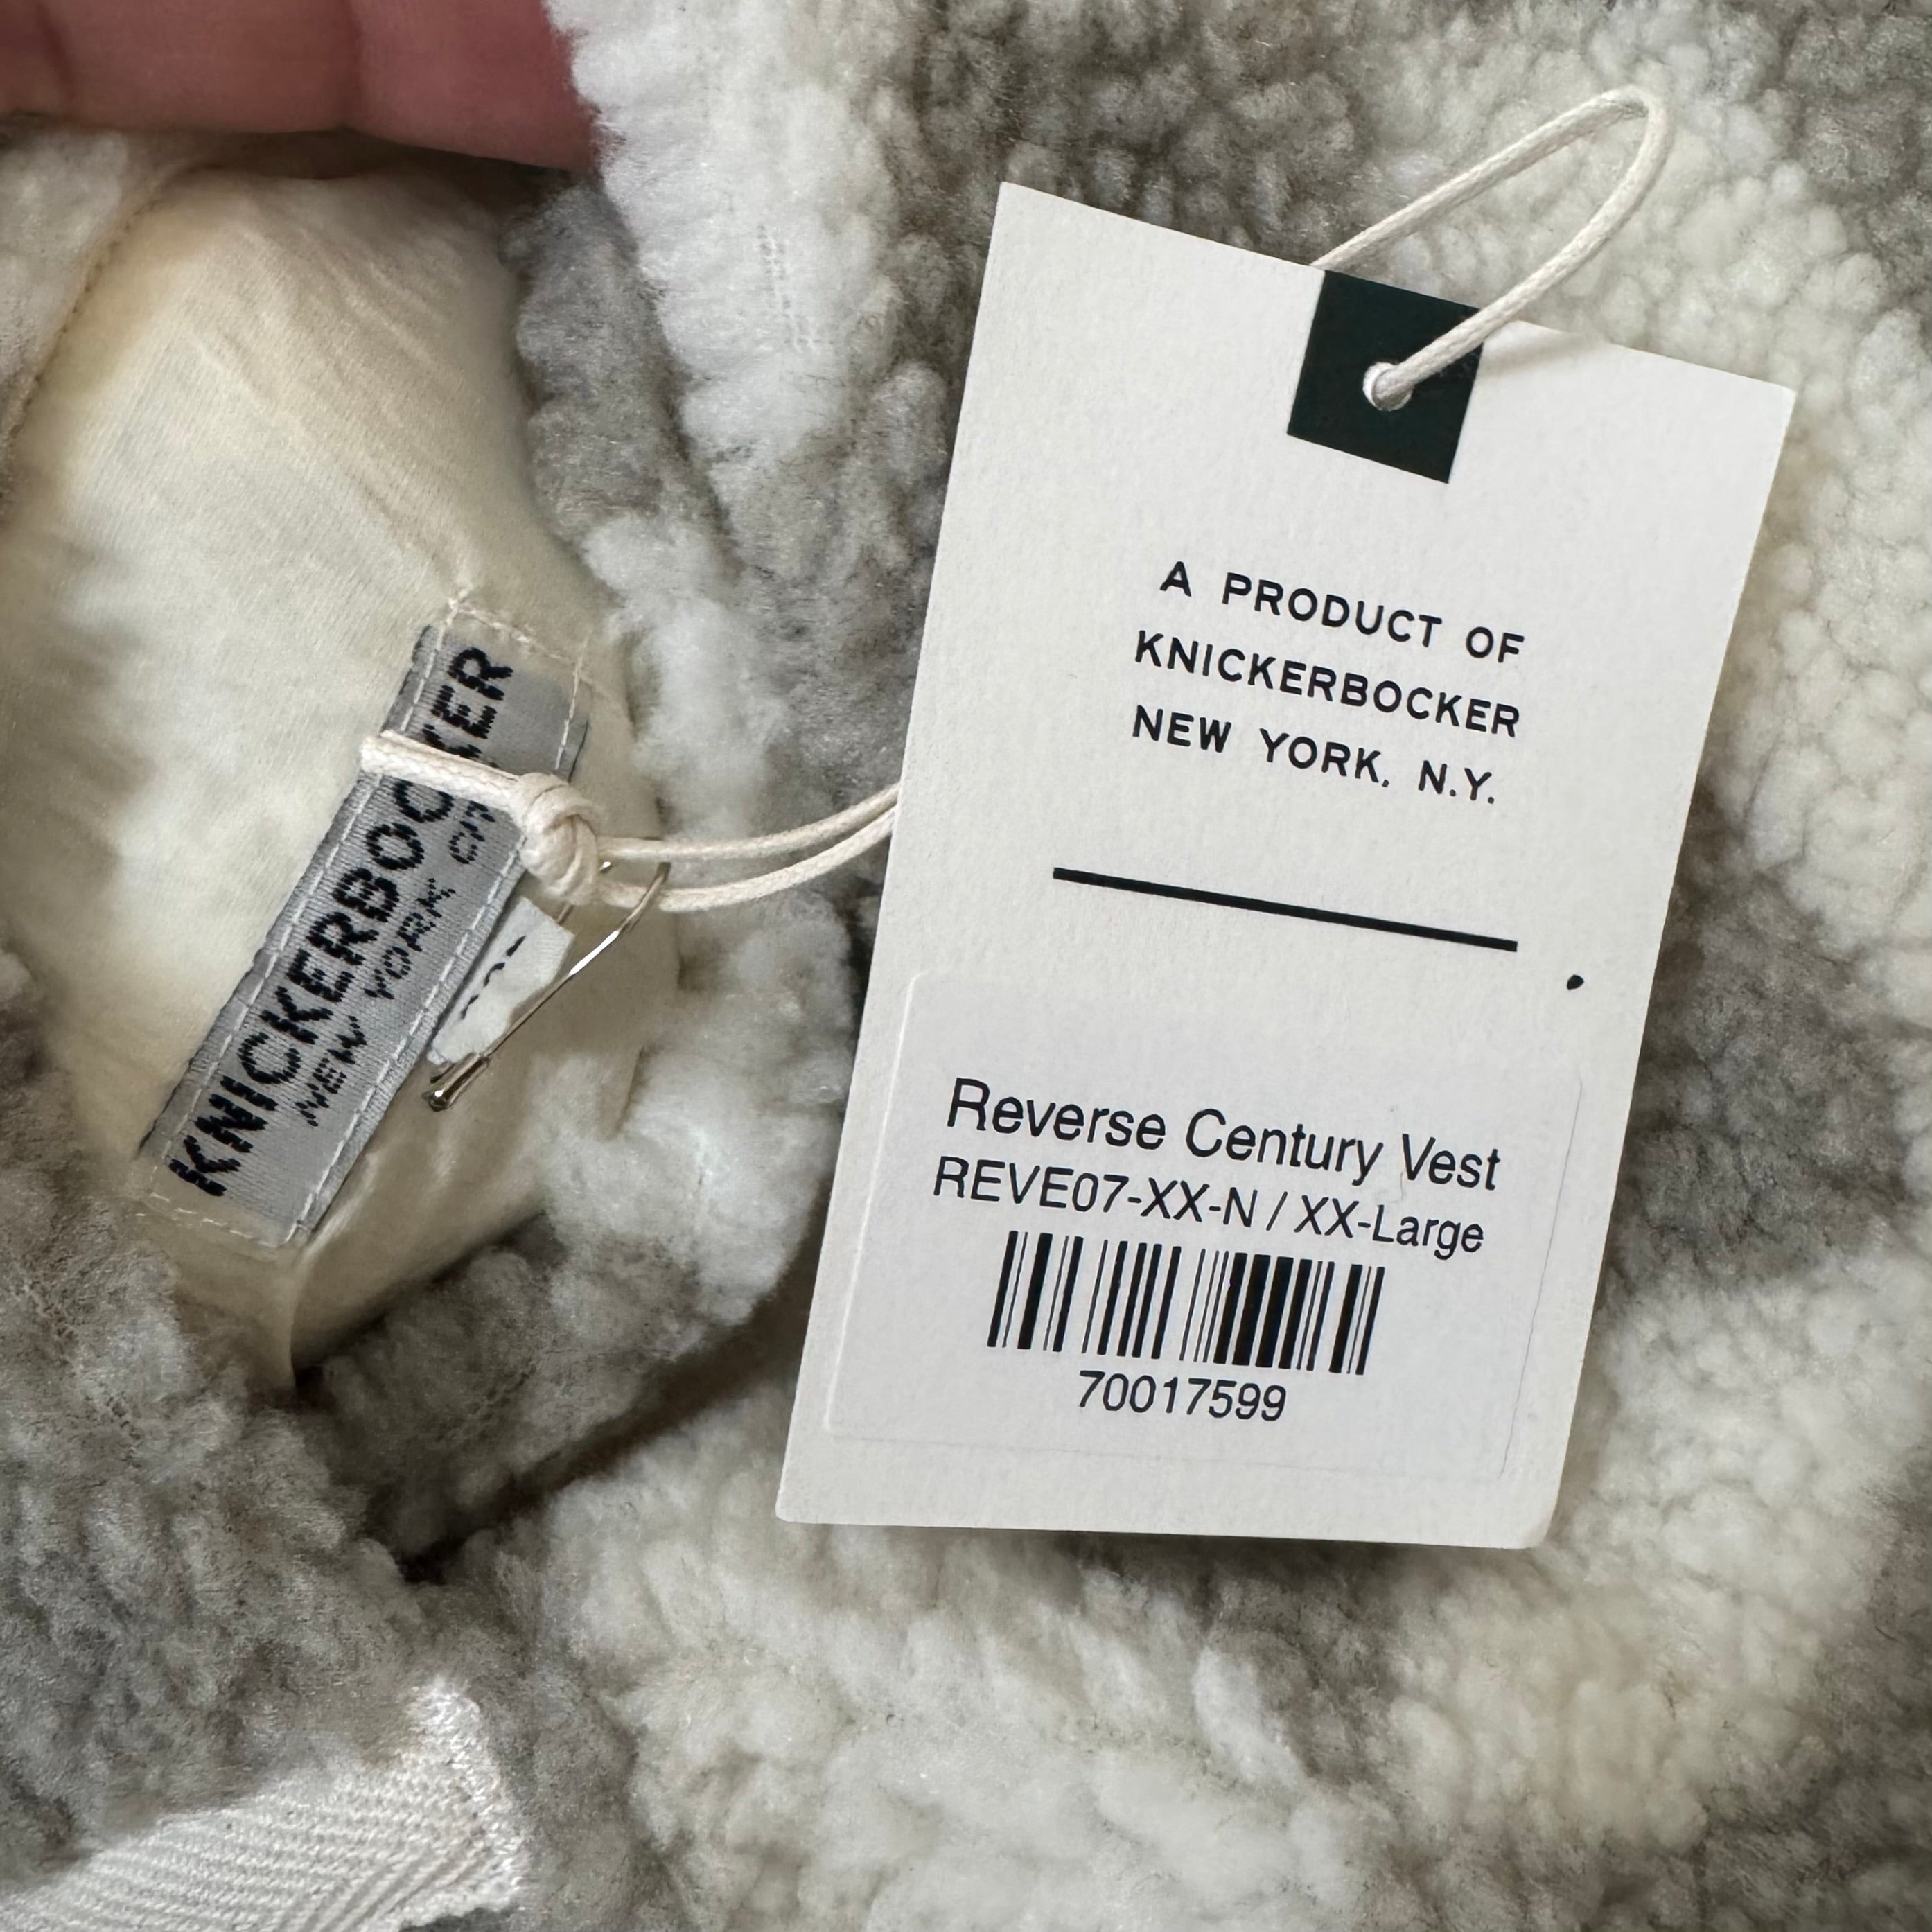 KNICKERBOCKER
NEW YORK
A PRODUCT OF
KNICKERBOCKER
NEW YORK, N.Y.
Reverse Century Vest
REVE07-XX-N / XX-Large
70017599